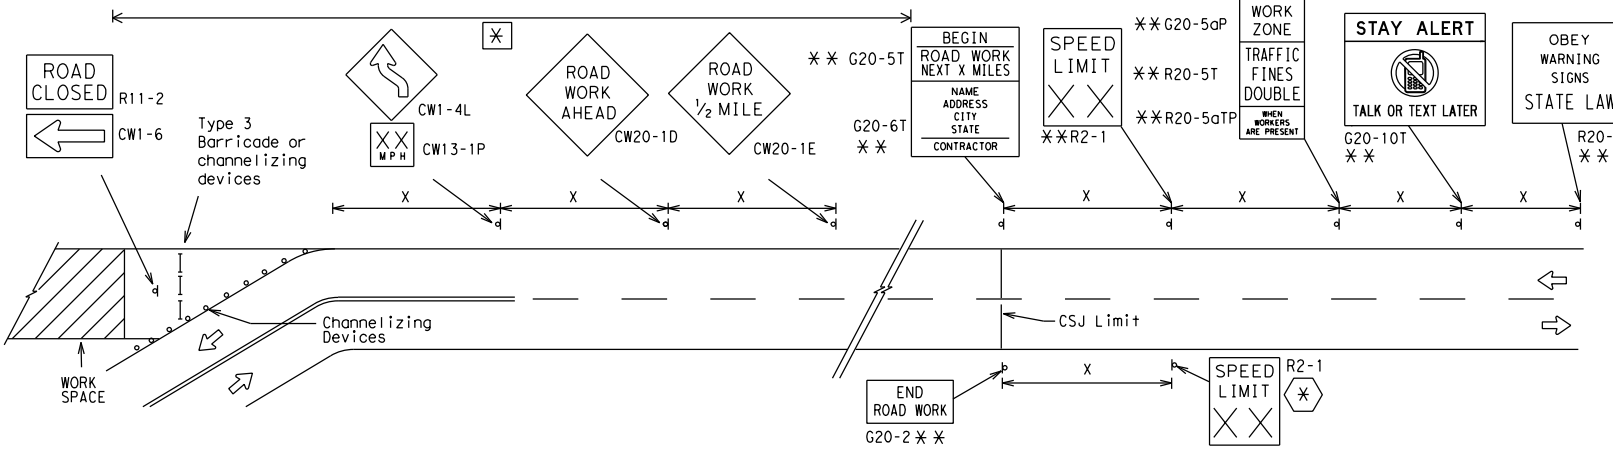 ROAD
CLOSED
R11-2
CW1-6
Type 3
Barricade or
channelizing
devices
*
CW1-4L
XX
MPH
CW13-1P
ROAD
WORK
AHEAD
CW20-1D
ROAD
WORK
1/2 MILE
CW20-1E
** G20-5T
BEGIN
ROAD WORK
NEXT X MILES
NAME
ADDRESS
CITY
STATE
CONTRACTOR
G20-6T
**
SPEED
LIMIT
XX
**R2-1
**G20-5aP
WORK
ZONE
**R20-5T
TRAFFIC
FINES
DOUBLE
**R20-5aTP
WHEN
WORKERS
ARE PRESENT
STAY ALERT
TALK OR TEXT LATER
G20-10T
**
OBEY
WARNING
SIGNS
STATE LAW
R20-
**
X
X
X
X
X
X
X
Channelizing
Devices
CSJ Limit
WORK
SPACE
END
ROAD WORK
G20-2**
X
SPEED
LIMIT
XX
R2-1
*